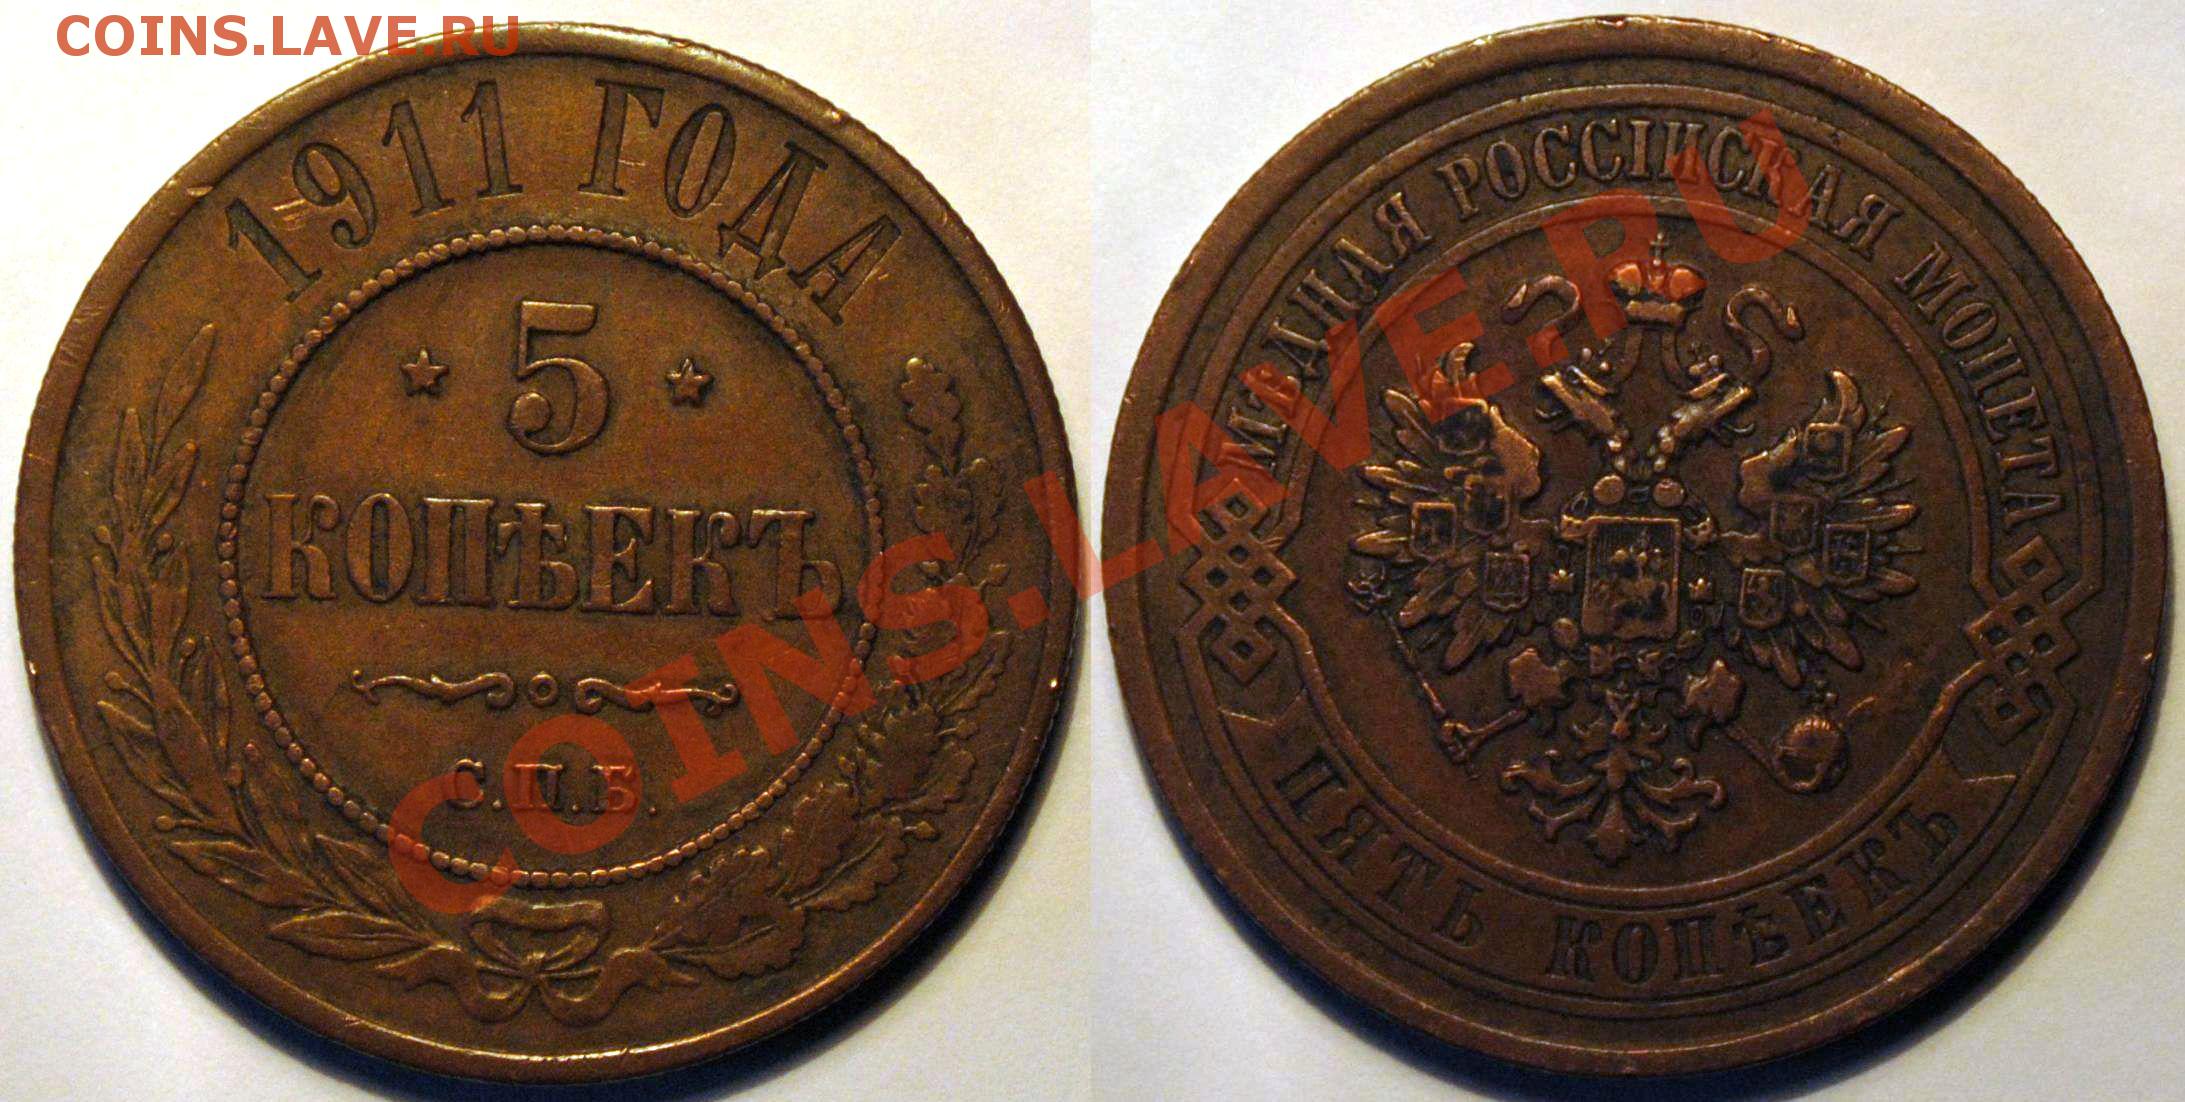 COINS.LAVE.RU
1911 ГОДА
5
КОПѢЕКЪ
С.П.Б.
МѢДНАЯ РОССІЙСКАЯ МОНЕТА
ПЯТЬ КОПѢЕКЪ
COINS.LAVE.RU